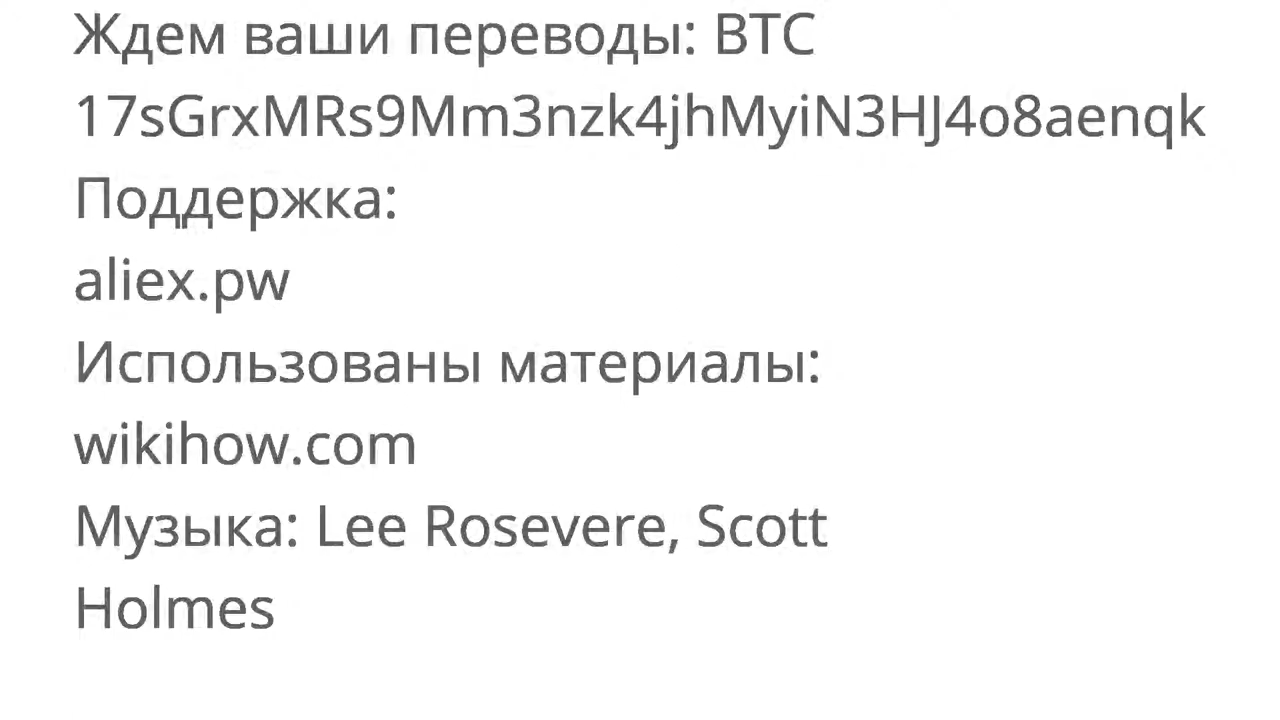 Ждем ваши переводы: BTC
17sGrxMRs9Mm3nzk4jhMyiN3HJ4o8aenqk
Поддержка:
aliex.pw
Использованы материалы:
wikihow.com
Музыка: Lee Rosevere, Scott
Holmes